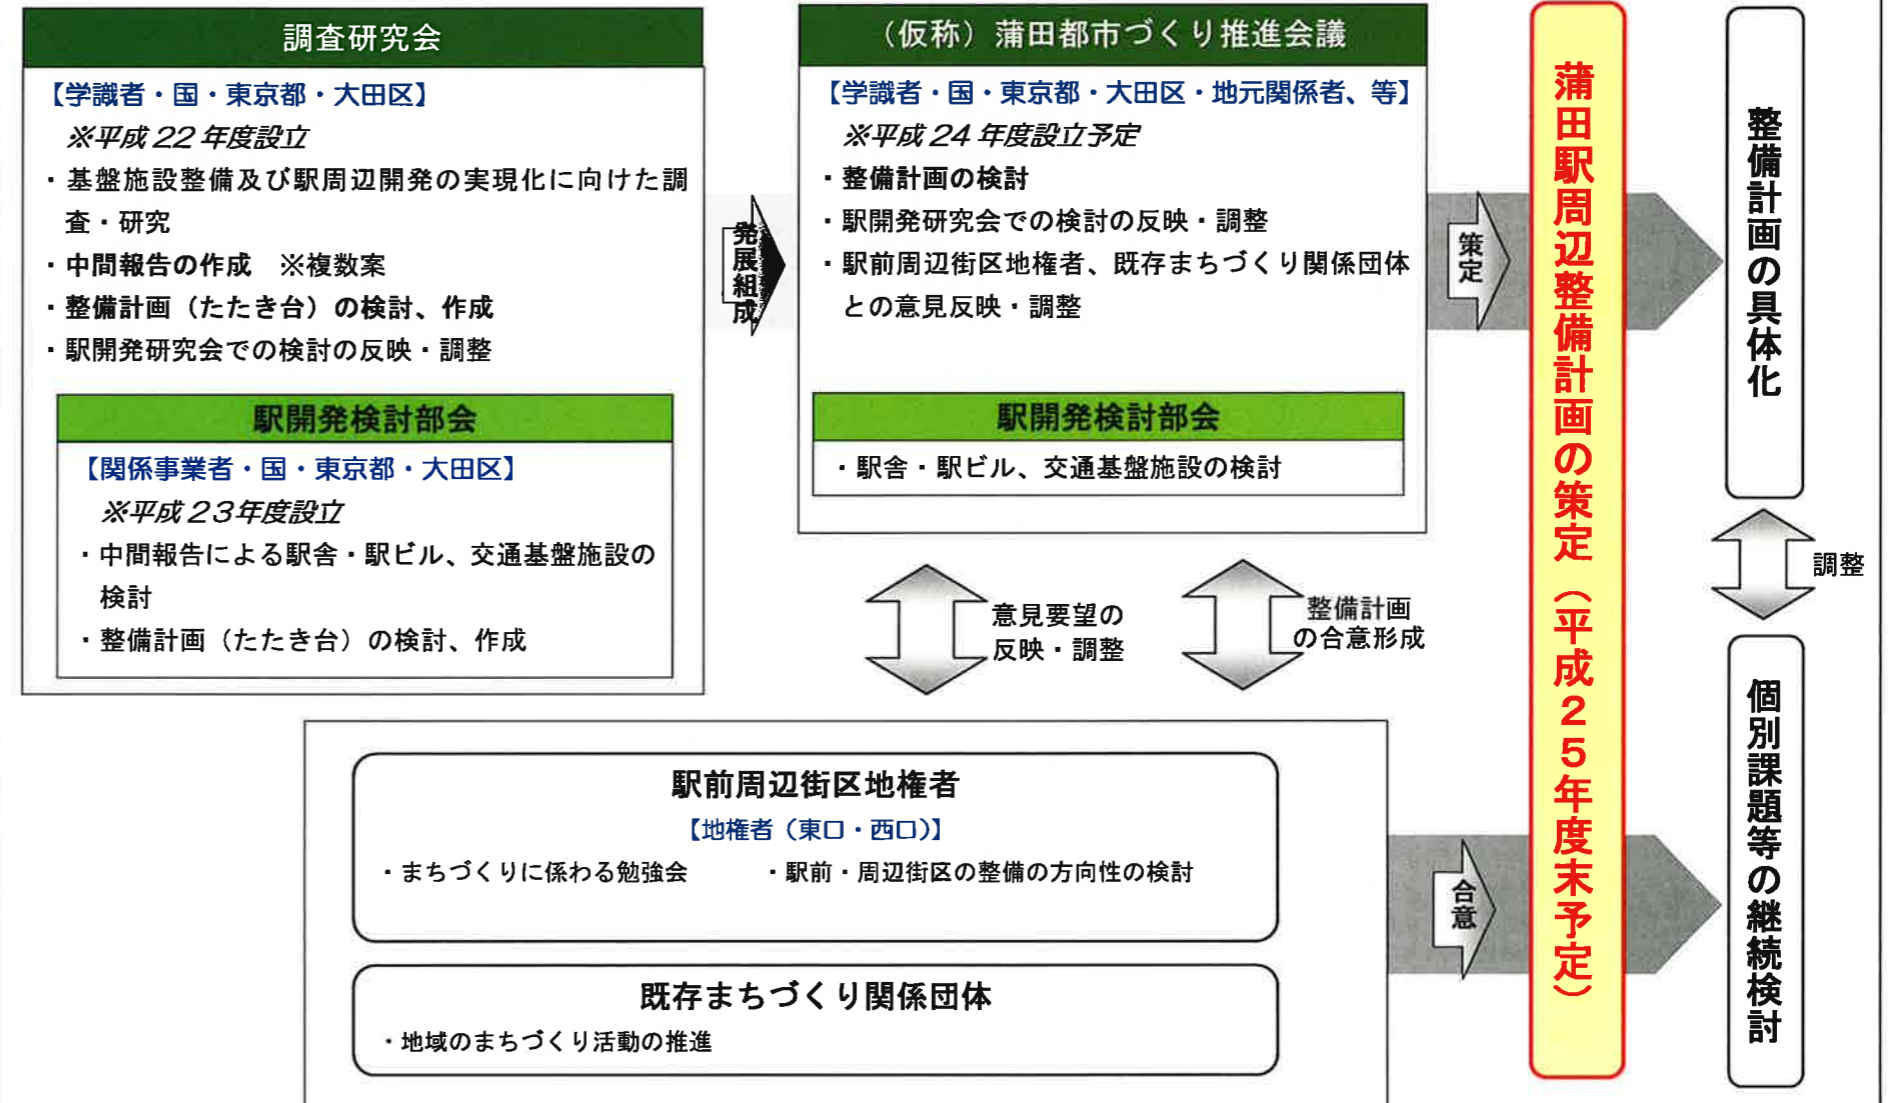 調査研究会
【学識者・国・東京都・大田区】
※平成22年度設立
・基盤施設整備及び駅周辺開発の実現化に向けた調
査・研究
・中間報告の作成　※複数案
・整備計画（たたき台）の検討、作成
・駅開発研究会での検討の反映・調整
駅開発検討部会
【関係事業者・国・東京都・大田区】
※平成23年度設立
・中間報告による駅舎・駅ビル、交通基盤施設の
検討
・整備計画（たたき台）の検討、作成
発展組成
（仮称）蒲田都市づくり推進会議
【学識者・国・東京都・大田区・地元関係者、等】
※平成24年度設立予定
・整備計画の検討
・駅開発研究会での検討の反映・調整
・駅前周辺街区地権者、既存まちづくり関係団体
との意見反映・調整
駅開発検討部会
・駅舎・駅ビル、交通基盤施設の検討
意見要望の
反映・調整
整備計画
の合意形成
駅前周辺街区地権者
【地権者（東口・西口）】
・まちづくりに係わる勉強会　・駅前・周辺街区の整備の方向性の検討
既存まちづくり関係団体
・地域のまちづくり活動の推進
策定
合意
蒲田駅周辺整備計画の策定（平成25年度末予定）
整備計画の具体化
調整
個別課題等の継続検討